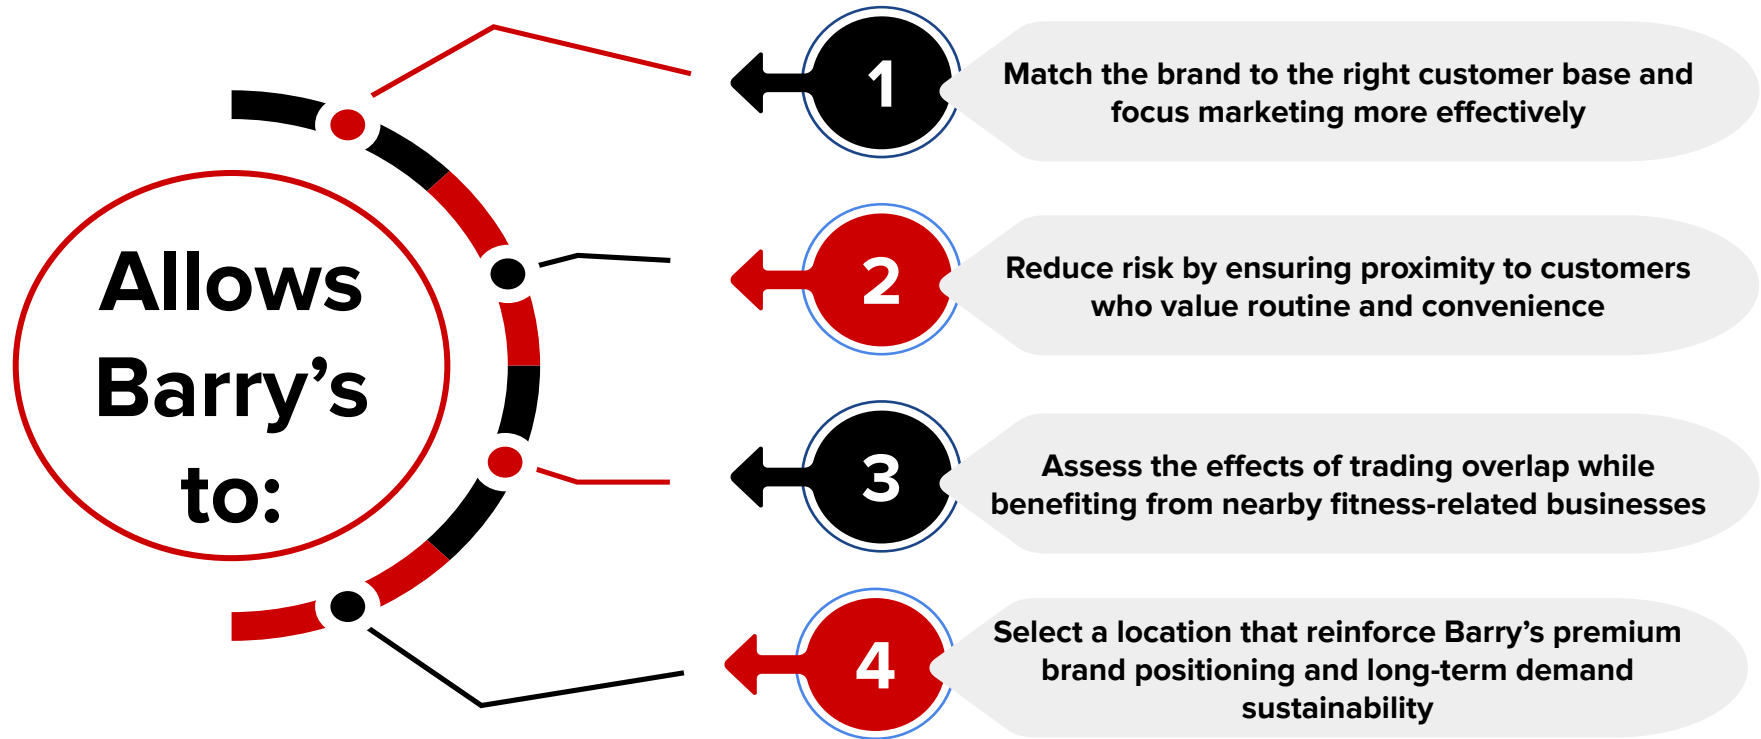 Allows
Barry’s
to:
1
Match the brand to the right customer base and
focus marketing more effectively
2
Reduce risk by ensuring proximity to customers
who value routine and convenience
3
Assess the effects of trading overlap while
benefiting from nearby fitness-related businesses
4
Select a location that reinforce Barry’s premium
brand positioning and long-term demand
sustainability